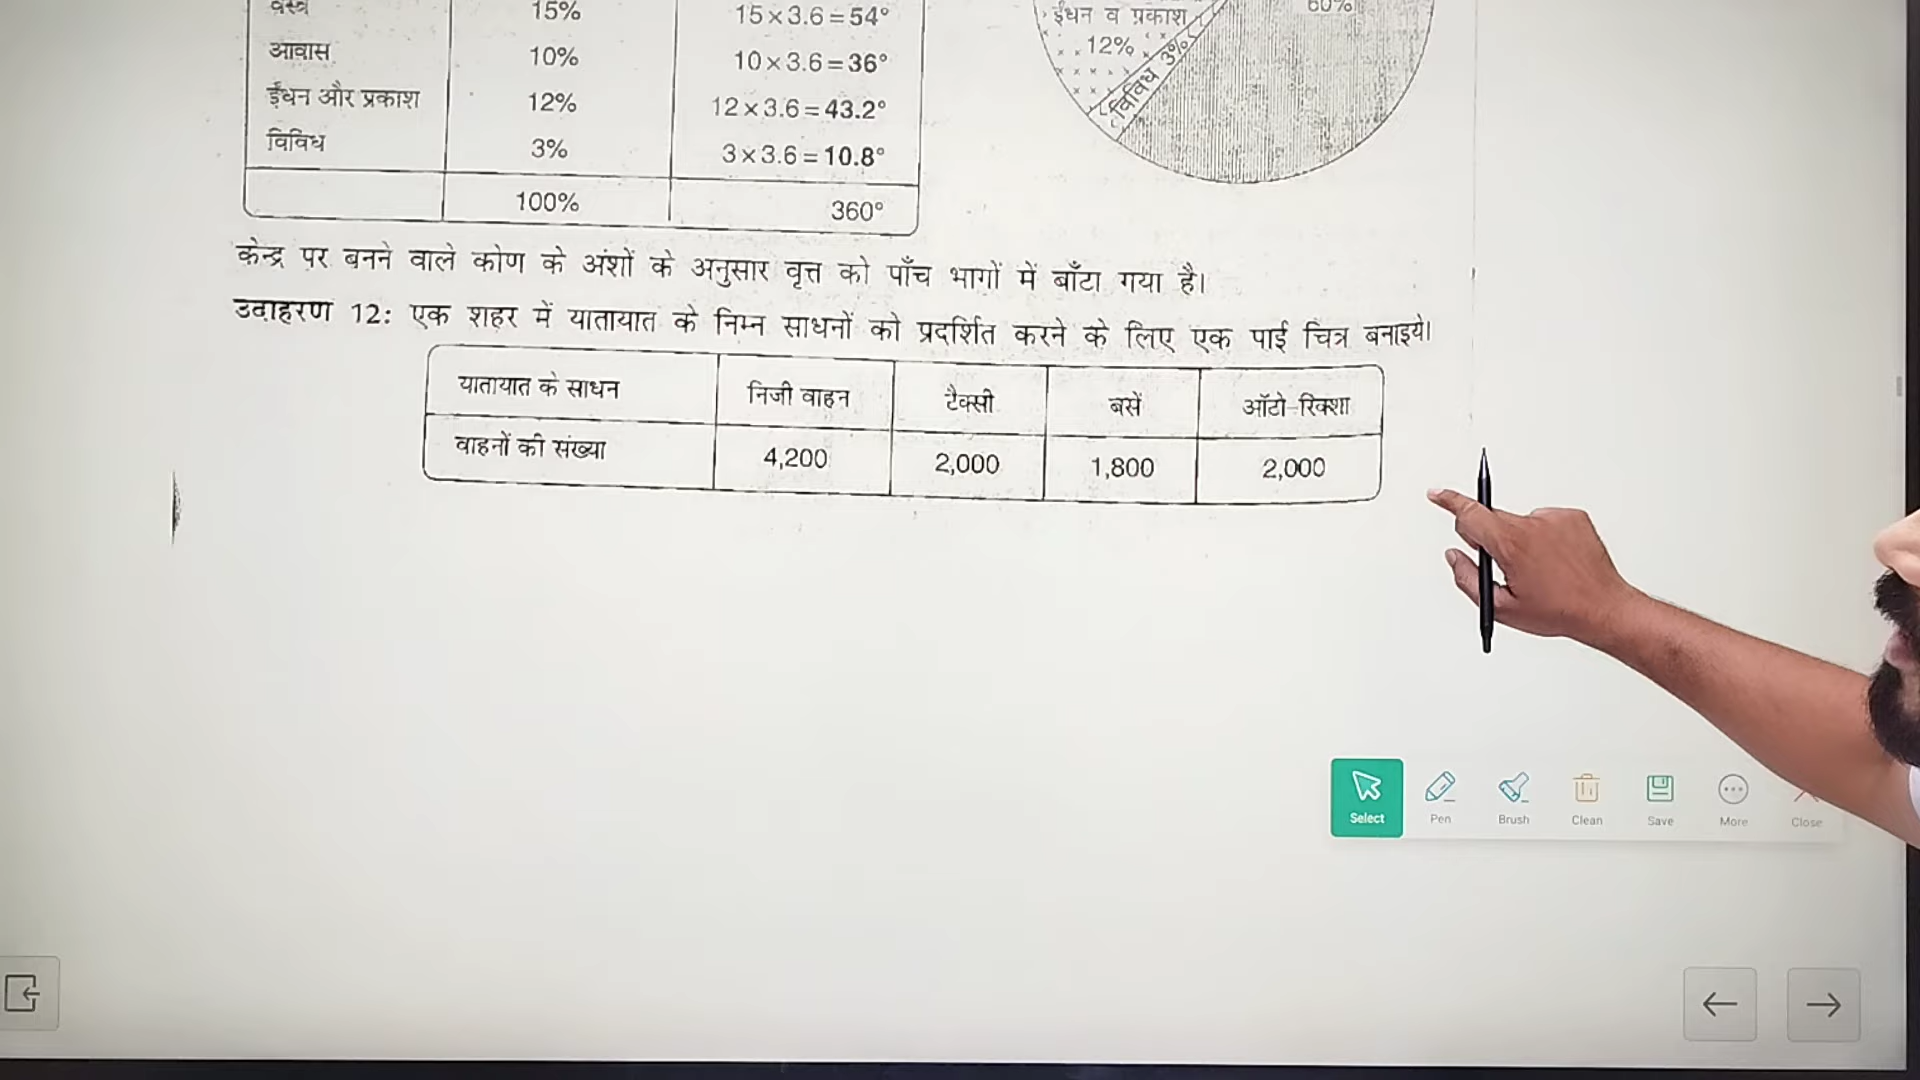 वस्त्र 15% 15×3.6=54°
आवास 10% 10×3.6=36°
ईंधन और प्रकाश 12% 12×3.6=43.2°
विविध 3% 3×3.6=10.8°
100% 360°
60%
ईंधन व प्रकाश
12%
विविध 3%
केन्द्र पर बनने वाले कोण के अंशों के अनुसार वृत्त को पाँच भागों में बाँटा गया है।
उदाहरण 12: एक शहर में यातायात के निम्न साधनों को प्रदर्शित करने के लिए एक पाई चित्र बनाइये।
यातायात के साधन निजी वाहन टैक्सी बसें ऑटो-रिक्शा
वाहनों की संख्या 4,200 2,000 1,800 2,000
Select Pen Brush Clean Save More Close